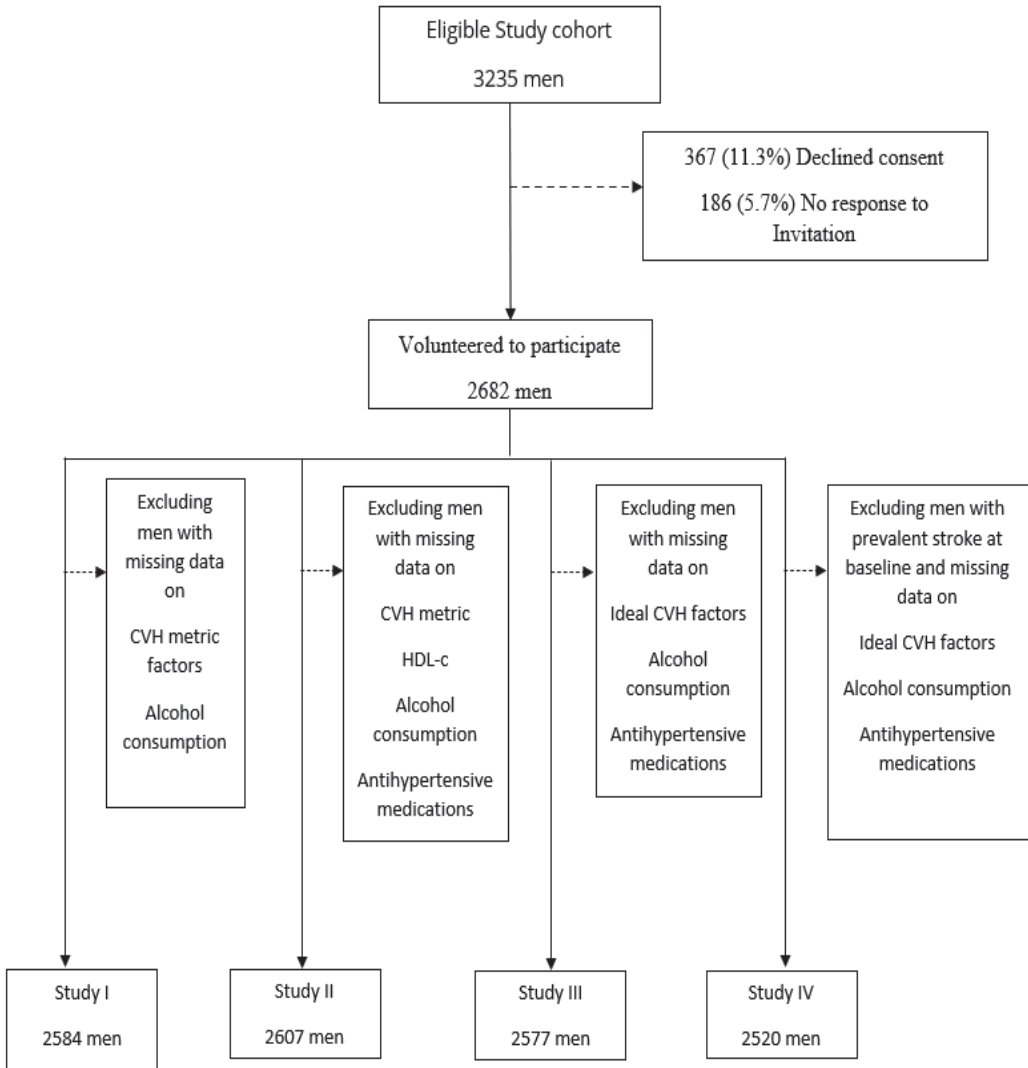 Eligible Study cohort
3235 men
367 (11.3%) Declined consent
186 (5.7%) No response to
Invitation
Volunteered to participate
2682 men
Excluding
men with
missing data
on
CVH metric
factors
Alcohol
consumption
Excluding men
with missing
data on
CVH metric
HDL-c
Alcohol
consumption
Antihypertensive
medications
Excluding men
with missing
data on
Ideal CVH factors
Alcohol
consumption
Antihypertensive
medications
Excluding men with
prevalent stroke at
baseline and missing
data on
Ideal CVH factors
Alcohol consumption
Antihypertensive
medications
Study I
2584 men
Study II
2607 men
Study III
2577 men
Study IV
2520 men